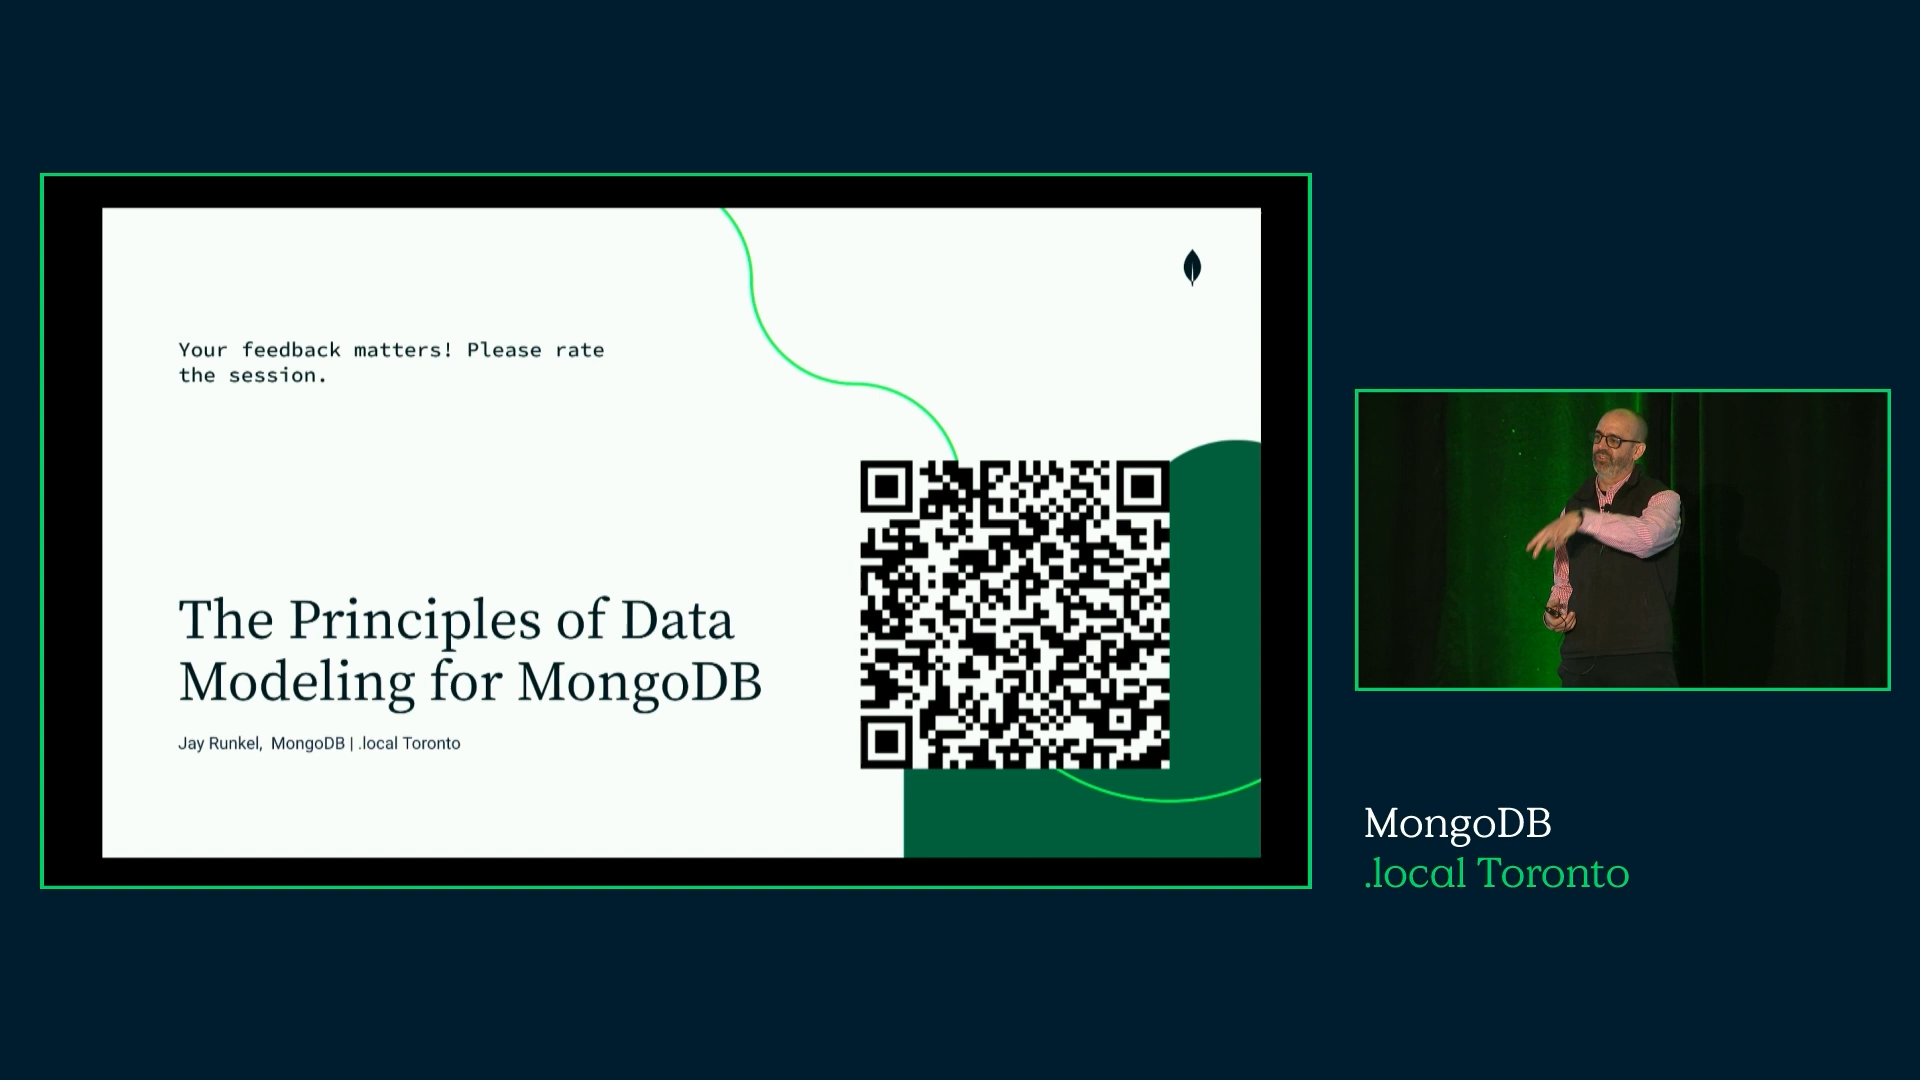 Your feedback matters! Please rate
the session.
The Principles of Data
Modeling for MongoDB
Jay Runkel, MongoDB | .local Toronto
MongoDB
.local Toronto